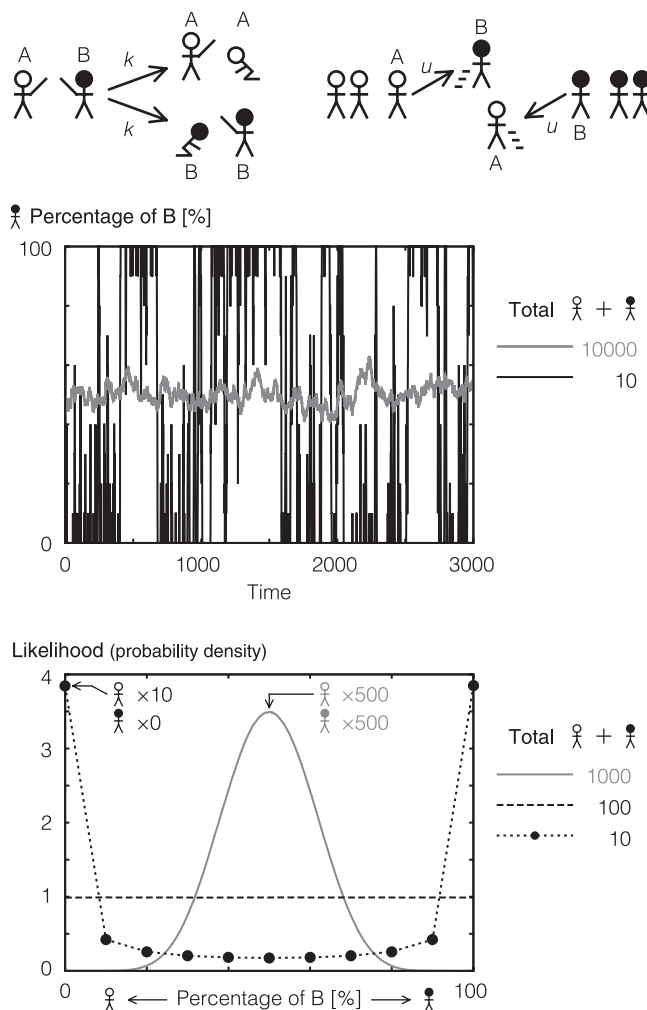 A A
A B k B
A u
k u B
B B A
Percentage of B [%]
100
Total +
10000
10
0
0 1000 2000 3000
Time
Likelihood (probability density)
4
×10 ×500
×0 ×500
3
Total +
1000
100
2
10
1
0
0 Percentage of B [%] 100